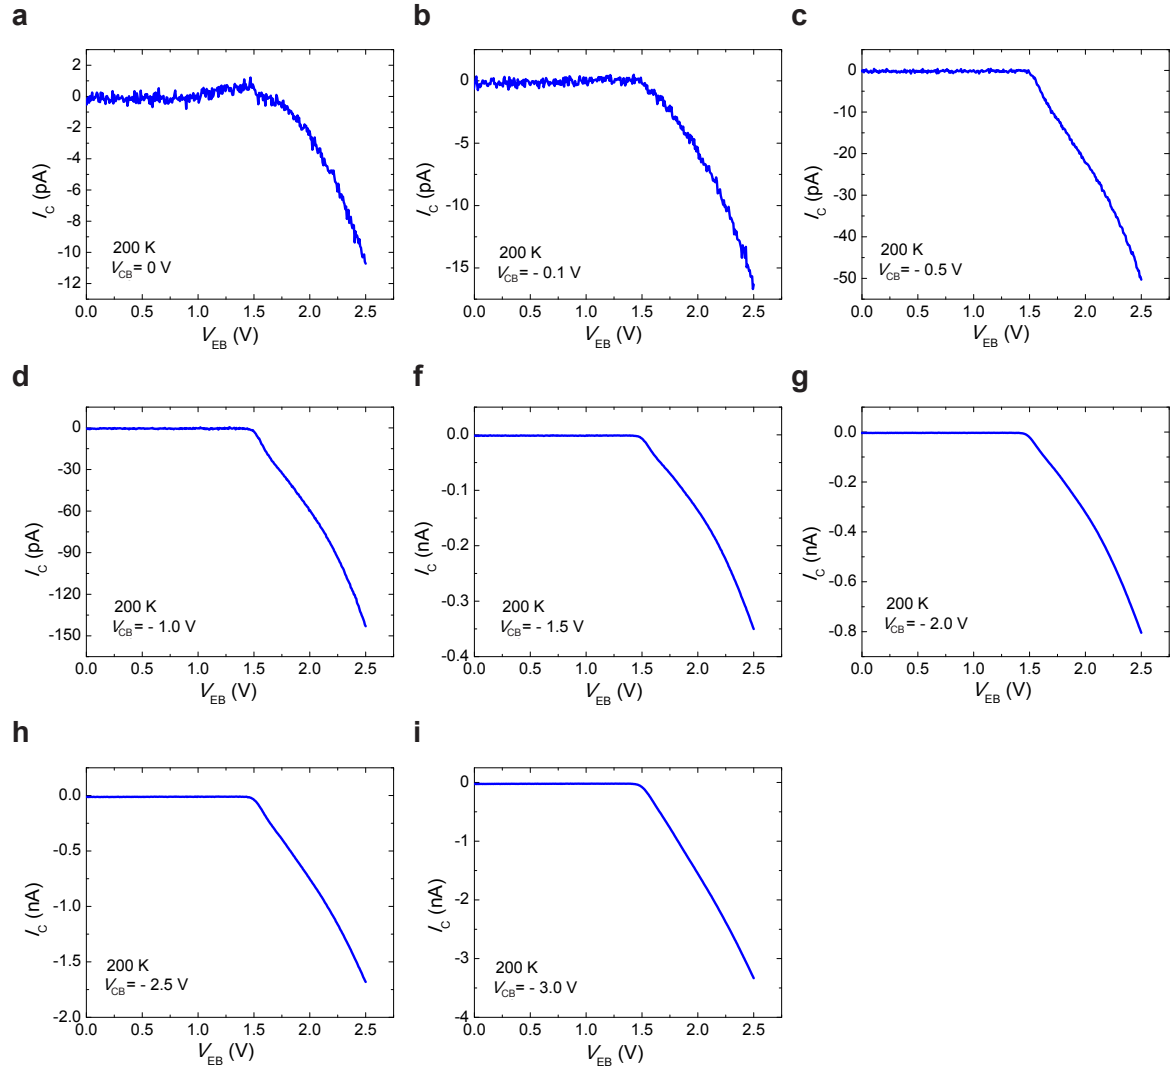 a
2
0
-2
-4
-6
-8
-10
-12
I_C (pA)
200 K
V_CB= 0 V
0.0 0.5 1.0 1.5 2.0 2.5
V_EB (V)
b
0
-5
-10
-15
I_C (pA)
200 K
V_CB= - 0.1 V
0.0 0.5 1.0 1.5 2.0 2.5
V_EB (V)
c
0
-10
-20
-30
-40
-50
I_C (pA)
200 K
V_CB= - 0.5 V
0.0 0.5 1.0 1.5 2.0 2.5
V_EB (V)
d
0
-30
-60
-90
-120
-150
I_C (pA)
200 K
V_CB= - 1.0 V
0.0 0.5 1.0 1.5 2.0 2.5
V_EB (V)
f
0.0
-0.1
-0.2
-0.3
-0.4
I_C (nA)
200 K
V_CB= - 1.5 V
0.0 0.5 1.0 1.5 2.0 2.5
V_EB (V)
g
0.0
-0.2
-0.4
-0.6
-0.8
I_C (nA)
200 K
V_CB= - 2.0 V
0.0 0.5 1.0 1.5 2.0 2.5
V_EB (V)
h
0.0
-0.5
-1.0
-1.5
-2.0
I_C (nA)
200 K
V_CB= - 2.5 V
0.0 0.5 1.0 1.5 2.0 2.5
V_EB (V)
i
0
-1
-2
-3
-4
I_C (nA)
200 K
V_CB= - 3.0 V
0.0 0.5 1.0 1.5 2.0 2.5
V_EB (V)